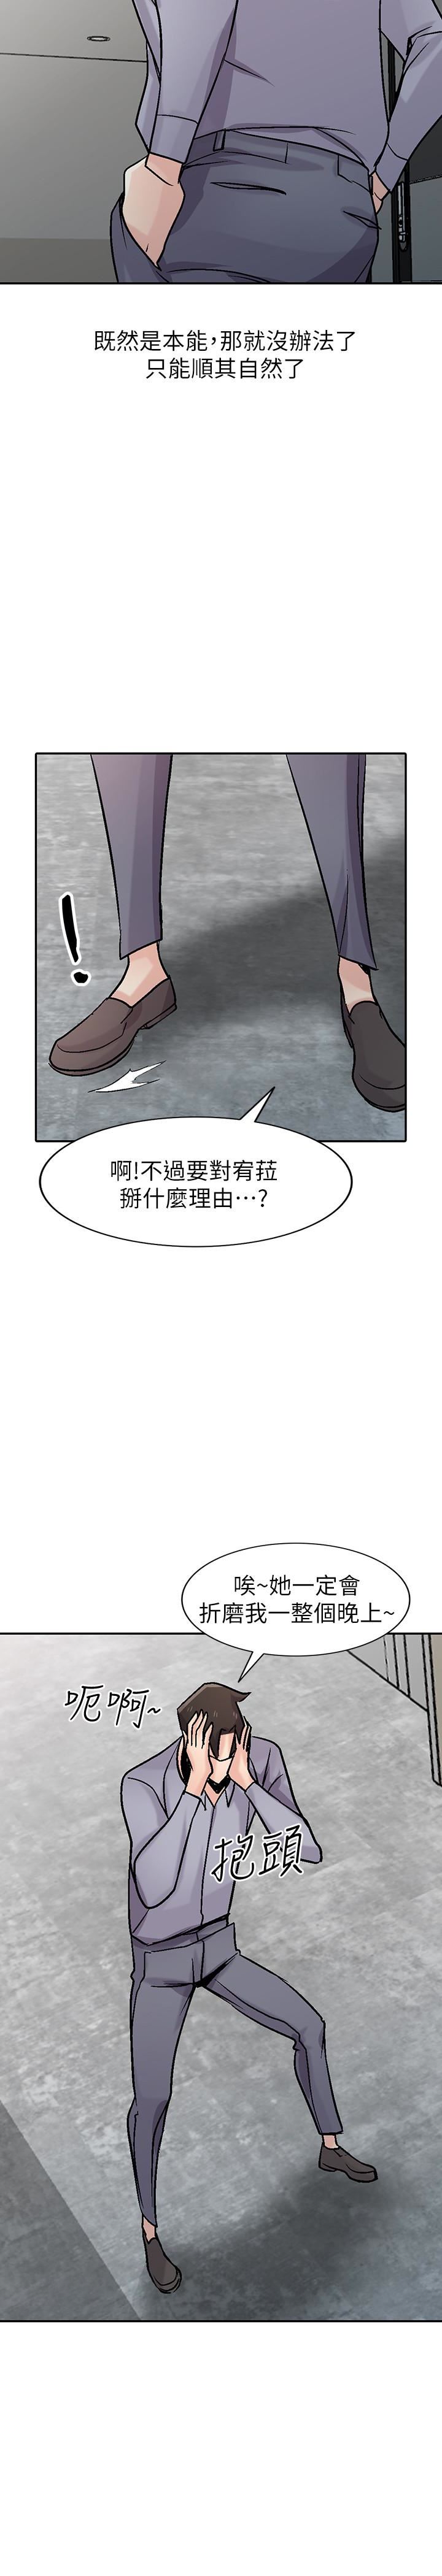 既然是本能，那就沒辦法了
只能順其自然了
啊!不過要對宥菈
掰什麼理由…?
唉~她一定會
折磨我一整個晚上~
呃啊~
抱頭